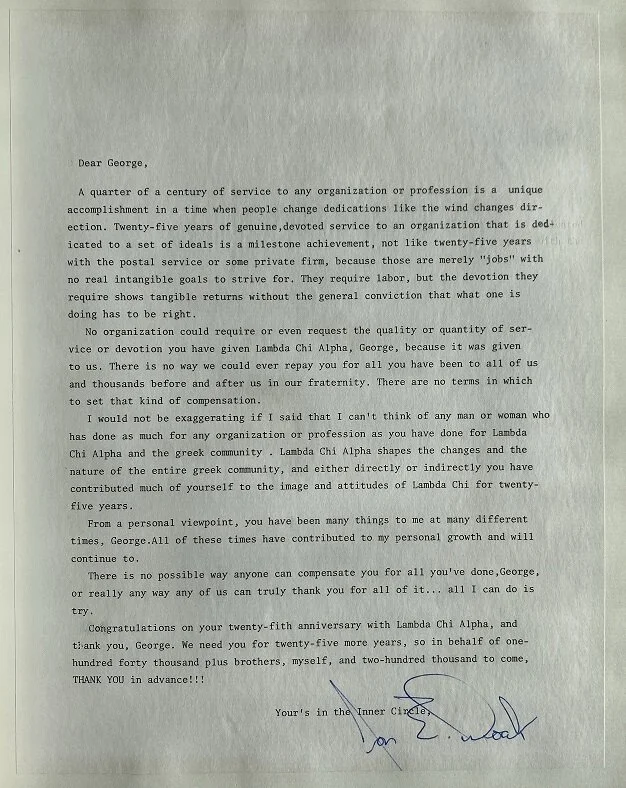 Dear George,
A quarter of a century of service to any organization or profession is a unique
accomplishment in a time when people change dedications like the wind changes dir-
ection. Twenty-five years of genuine,devoted service to an organization that is ded-
icated to a set of ideals is a milestone achievement, not like twenty-five years
with the postal service or some private firm, because those are merely "jobs" with
no real intangible goals to strive for. They require labor, but the devotion they
require shows tangible returns without the general conviction that what one is
doing has to be right.
No organization could require or even request the quality or quantity of ser-
vice or devotion you have given Lambda Chi Alpha, George, because it was given
to us. There is no way we could ever repay you for all you have been to all of us
and thousands before and after us in our fraternity. There are no terms in which
to set that kind of compensation.
I would not be exaggerating if I said that I can't think of any man or woman who
has done as much for any organization or profession as you have done for Lambda
Chi Alpha and the greek community . Lambda Chi Alpha shapes the changes and the
nature of the entire greek community, and either directly or indirectly you have
contributed much of yourself to the image and attitudes of Lambda Chi for twenty-
five years.
From a personal viewpoint, you have been many things to me at many different
times, George.All of these times have contributed to my personal growth and will
continue to.
There is no possible way anyone can compensate you for all you've done,George,
or really any way any of us can truly thank you for all of it... all I can do is
try.
Congratulations on your twenty-fith anniversary with Lambda Chi Alpha, and
thank you, George. We need you for twenty-five more years, so in behalf of one-
hundred forty thousand plus brothers, myself, and two-hundred thousand to come,
THANK YOU in advance!!!
Your's in the Inner Circle,
E.